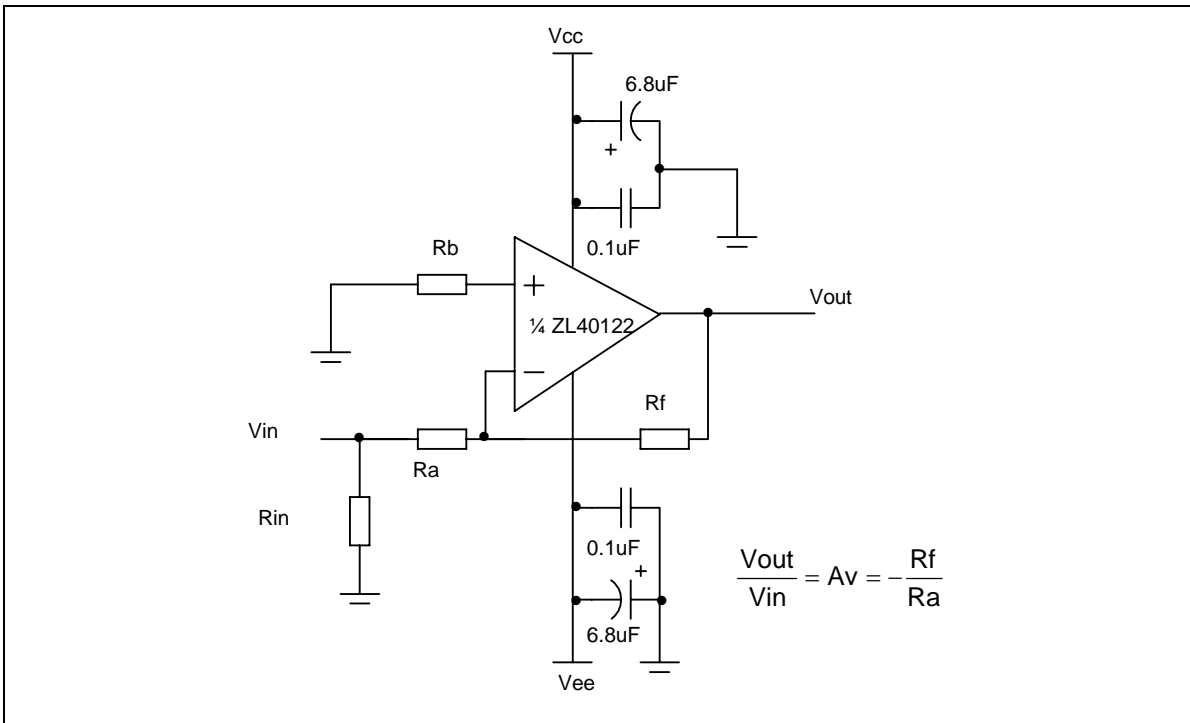 Vcc
6.8uF
+
0.1uF
Rb
+
Vout
¼ ZL40122
−
Rf
Vin
Ra
Rin
0.1uF
+
6.8uF
Vee
Vout
Vin
= Av = −
Rf
Ra